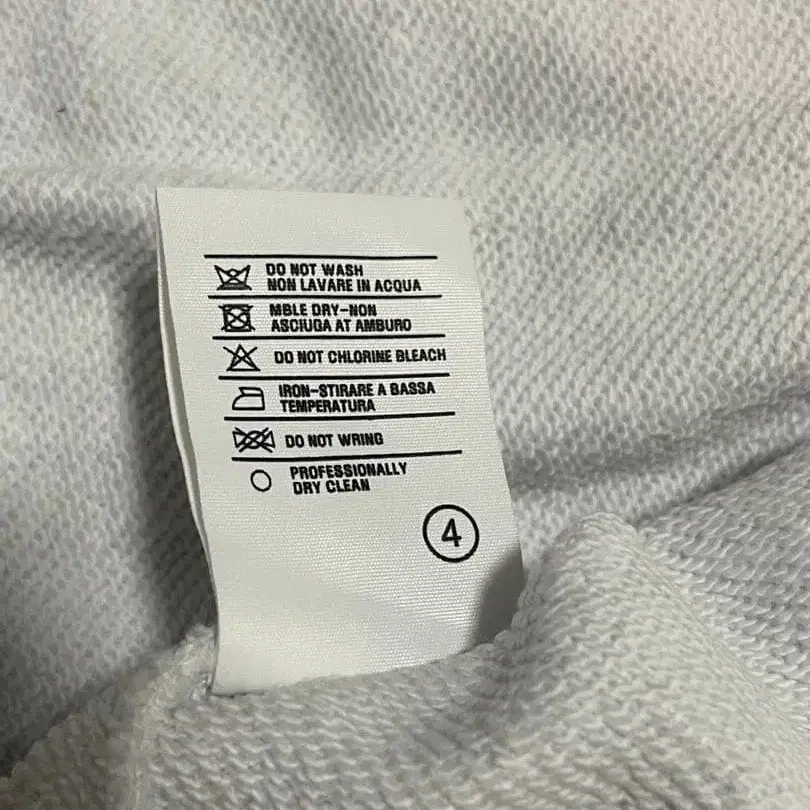 DO NOT WASH
NON LAVARE IN ACQUA
MBLE DRY-NON
ASCIUGA AT AMBURO
DO NOT CHLORINE BLEACH
IRON-STIRARE A BASSA
TEMPERATURA
DO NOT WRING
PROFESSIONALLY
DRY CLEAN
4